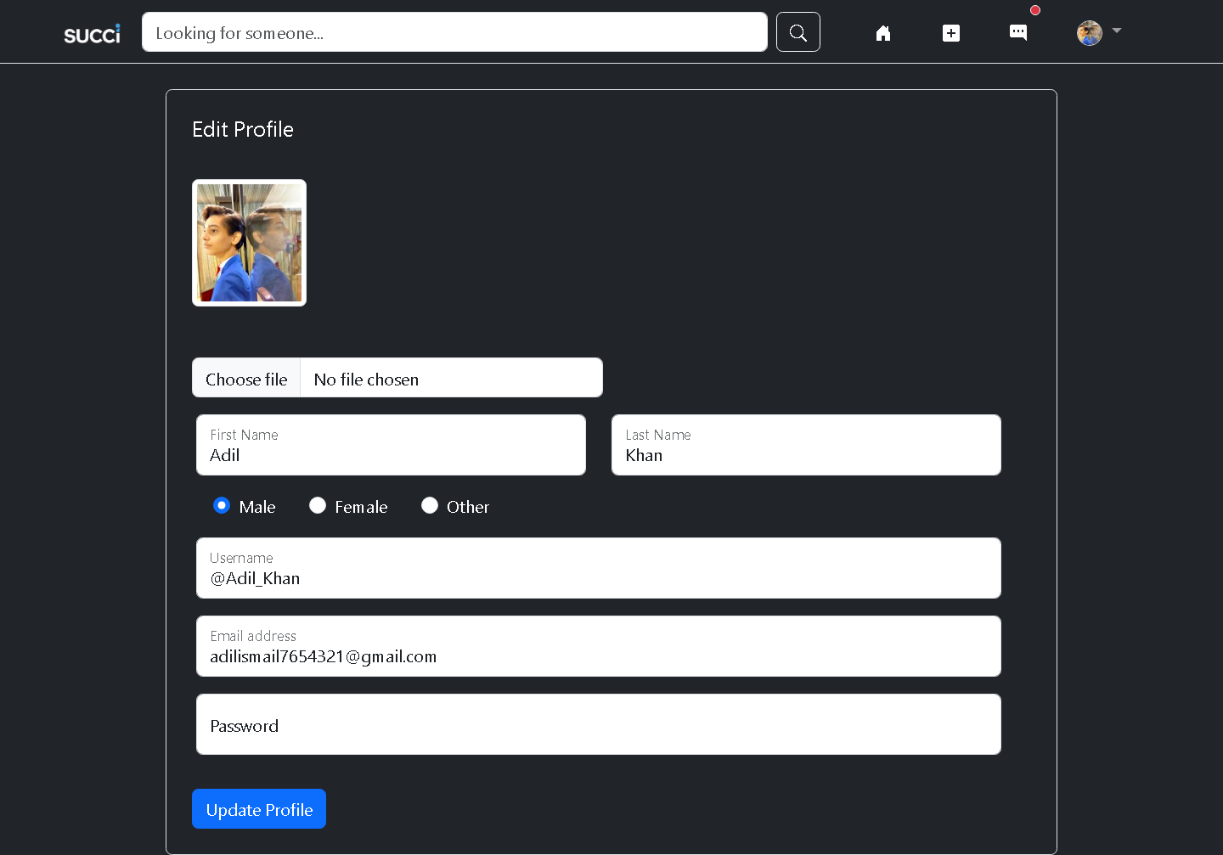 succi
Looking for someone...
Edit Profile
Choose file No file chosen
First Name
Adil
Last Name
Khan
Male Female Other
Username
@Adil_Khan
Email address
adilismail7654321@gmail.com
Password
Update Profile